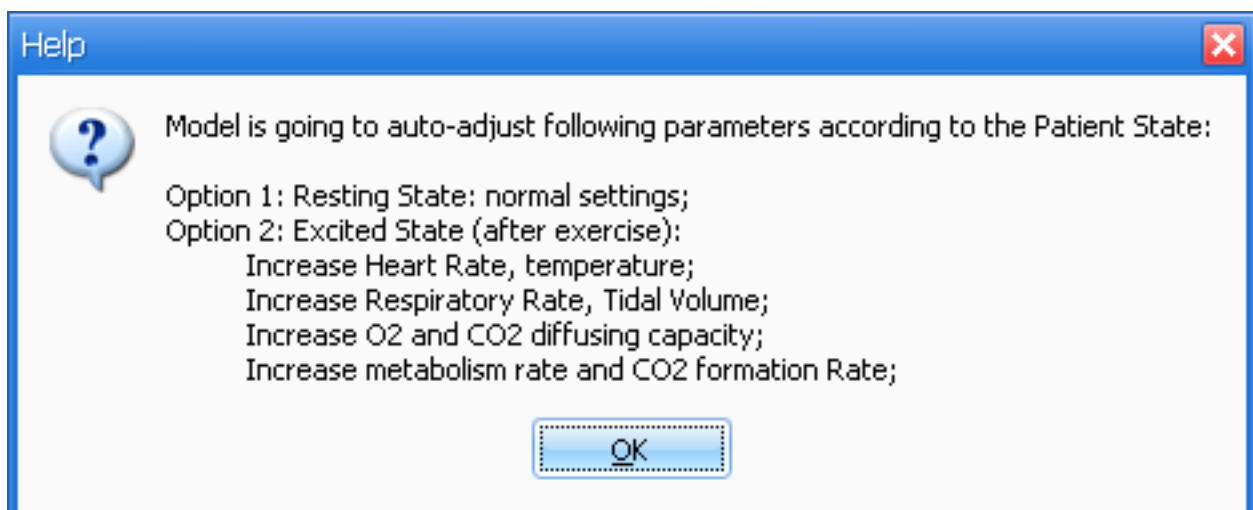 Help
Model is going to auto-adjust following parameters according to the Patient State:
Option 1: Resting State: normal settings;
Option 2: Excited State (after exercise):
Increase Heart Rate, temperature;
Increase Respiratory Rate, Tidal Volume;
Increase O2 and CO2 diffusing capacity;
Increase metabolism rate and CO2 formation Rate;
OK